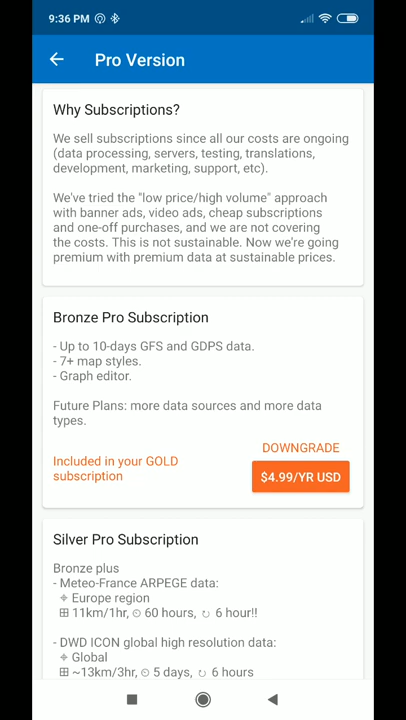 9:36 PM
Pro Version
Why Subscriptions?
We sell subscriptions since all our costs are ongoing
(data processing, servers, testing, translations,
development, marketing, support, etc).
We've tried the "low price/high volume" approach
with banner ads, video ads, cheap subscriptions
and one-off purchases, and we are not covering
the costs. This is not sustainable. Now we're going
premium with premium data at sustainable prices.
Bronze Pro Subscription
- Up to 10-days GFS and GDPS data.
- 7+ map styles.
- Graph editor.
Future Plans: more data sources and more data
types.
DOWNGRADE
Included in your GOLD
subscription
$4.99/YR USD
Silver Pro Subscription
Bronze plus
- Meteo-France ARPEGE data:
⌖ Europe region
⊞ 11km/1hr, ⏲ 60 hours, ↻ 6 hour!!
- DWD ICON global high resolution data:
⌖ Global
⊞ ~13km/3hr, ⏲ 5 days, ↻ 6 hours